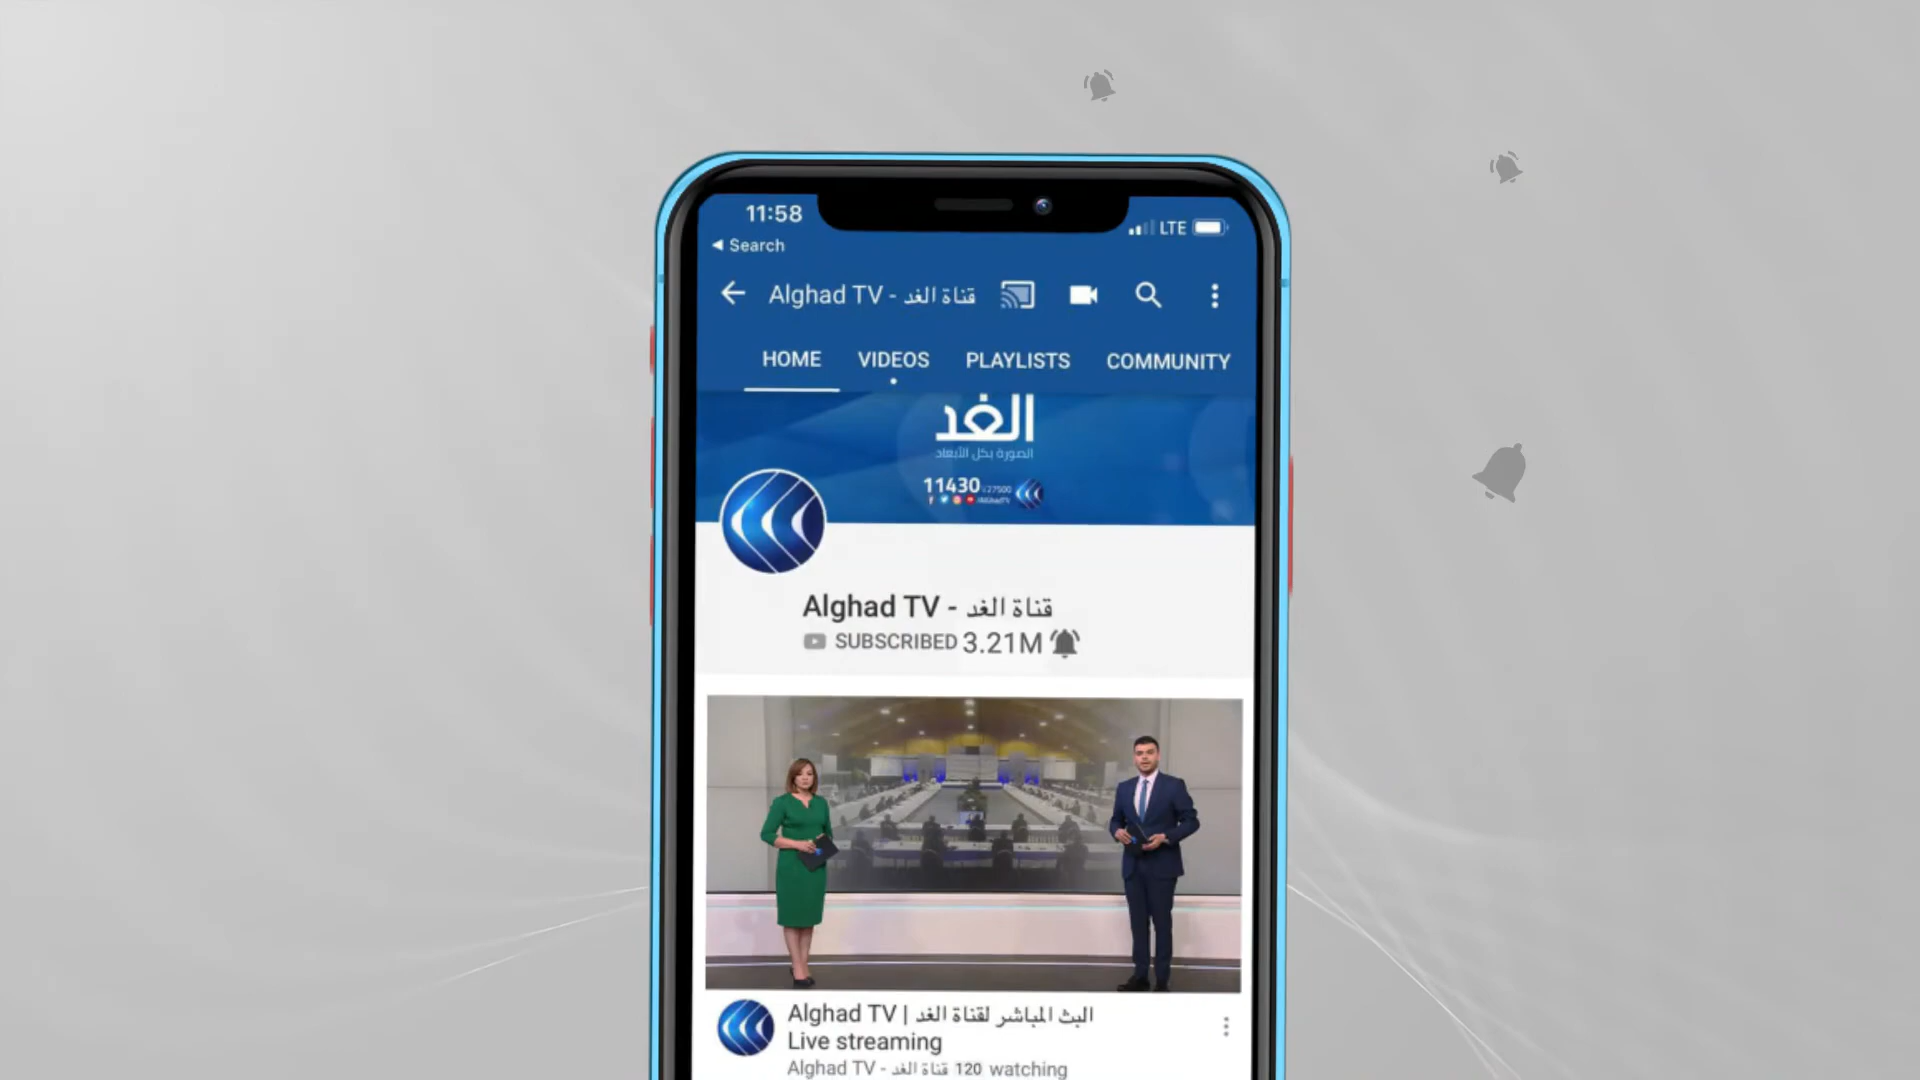 11:58
LTE
◀ Search
Alghad TV - قناة الغد
HOME VIDEOS PLAYLISTS COMMUNITY
الغد
الصورة بكل الأبعاد
11430
27500
Alghad TV - قناة الغد
SUBSCRIBED 3.21M
Alghad TV | البث المباشر لقناة الغد
Live streaming
Alghad TV - قناة الغد 120 watching